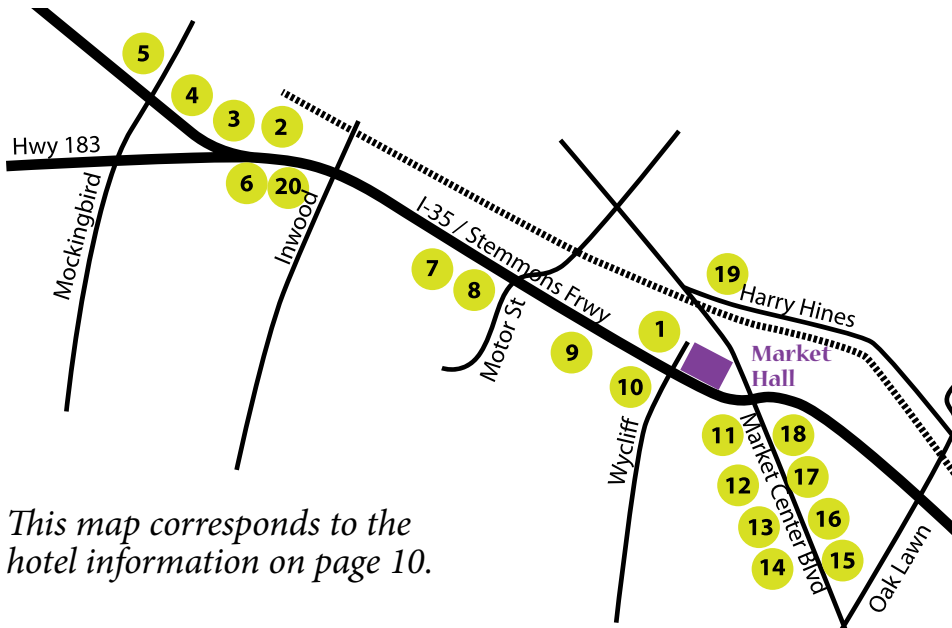 5
4
3
2
Hwy 183
6
20
Mockingbird
Inwood
I-35 / Stemmons Frwy
7
8
Motor St
19
Harry Hines
1
9
Market
Hall
10
Wycliff
11
18
Market Center Blvd
12
17
13
16
14
15
Oak Lawn
This map corresponds to the
hotel information on page 10.